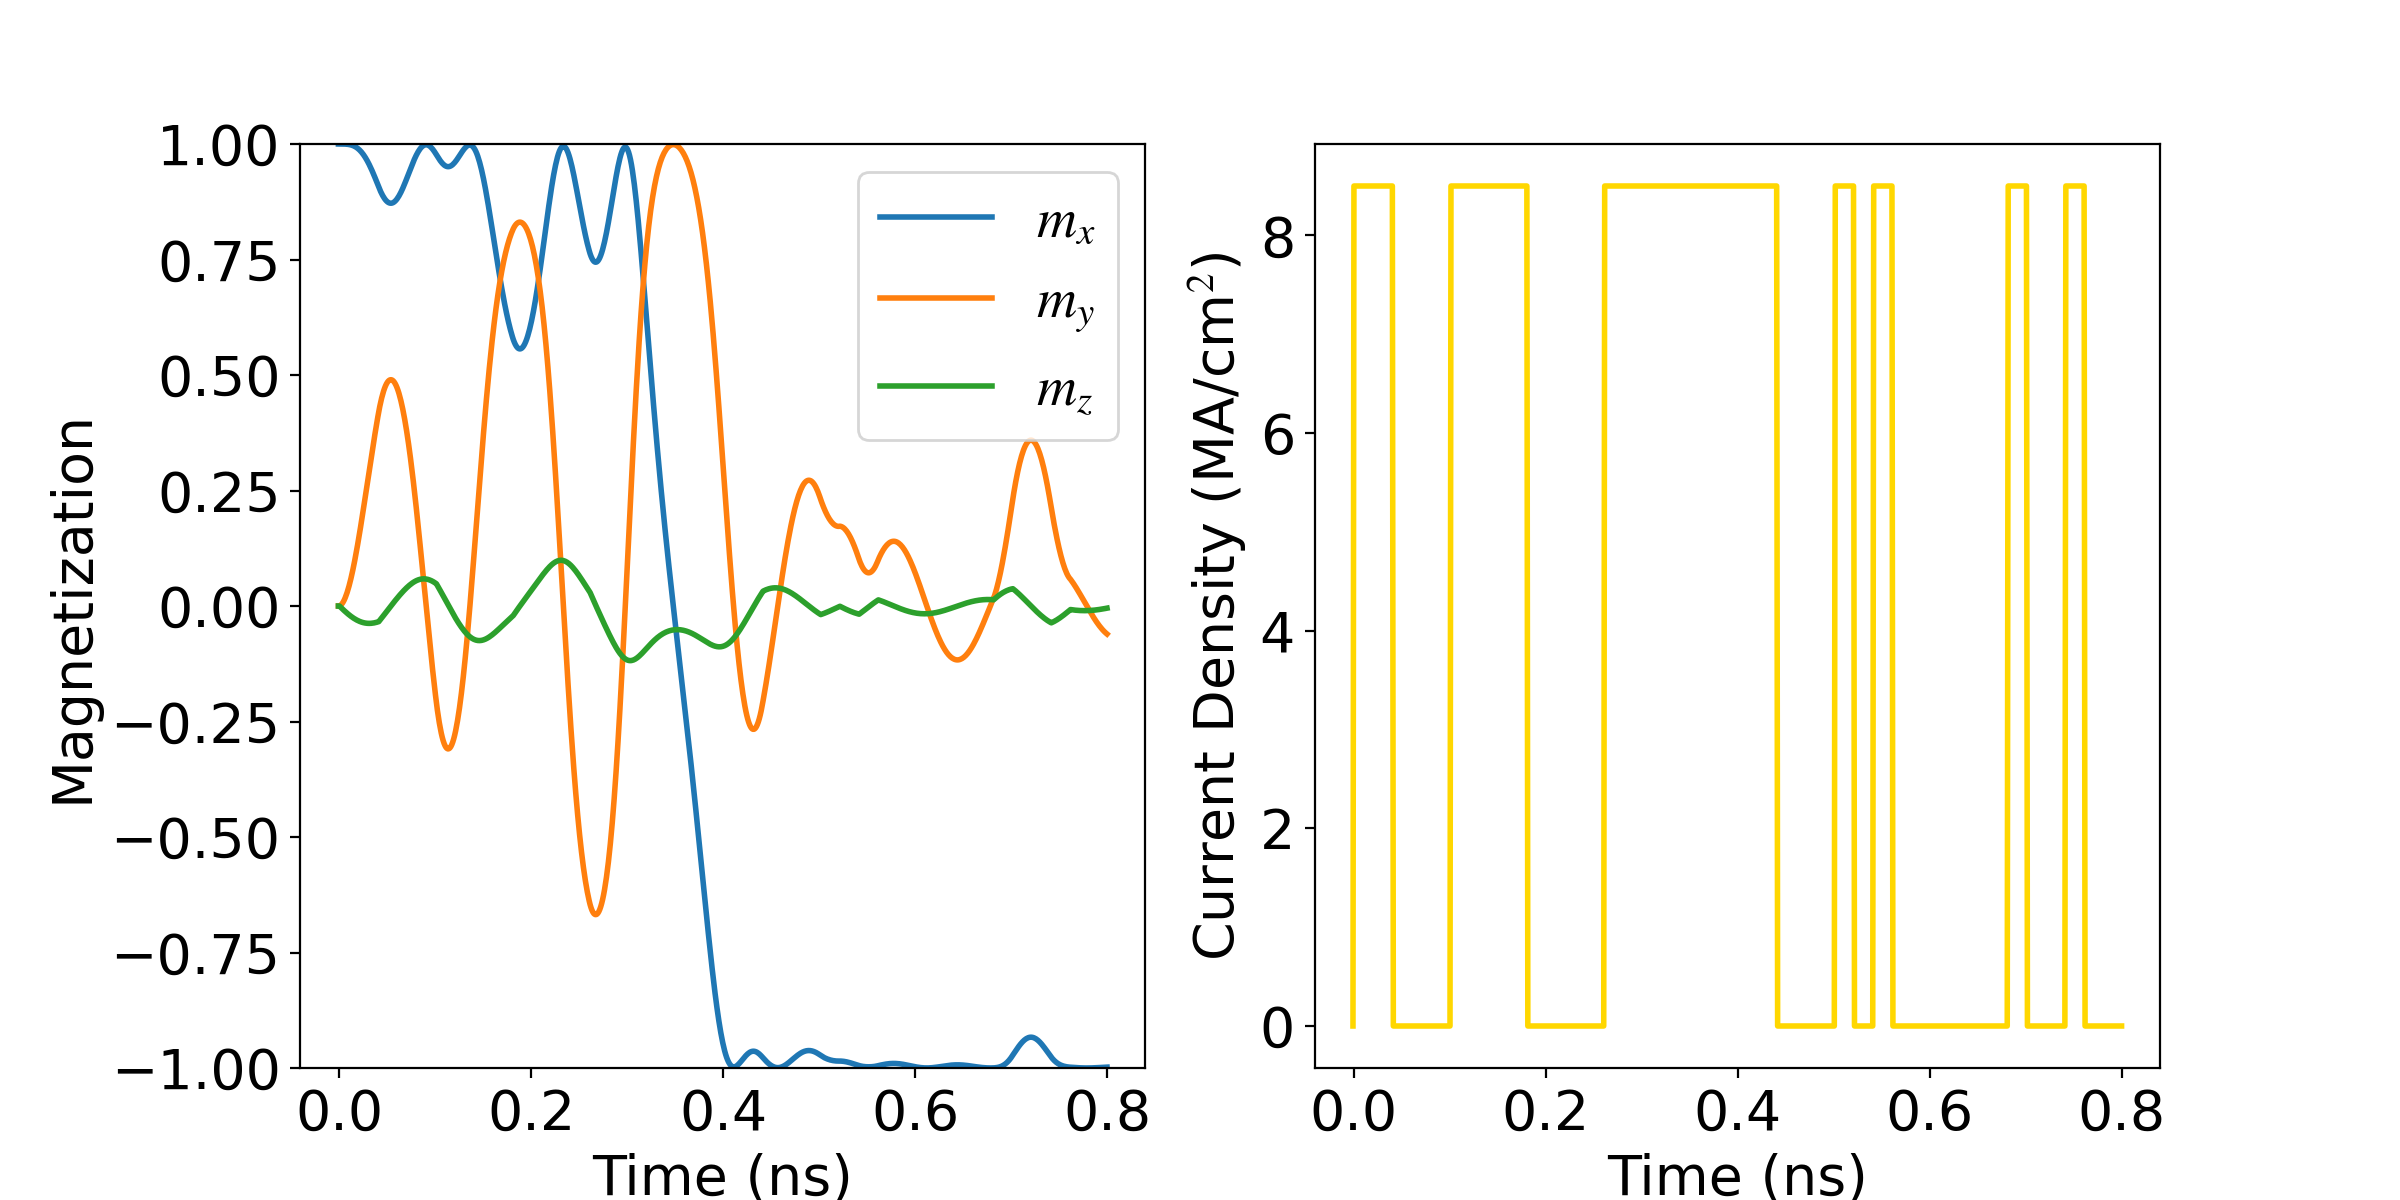 Magnetization
1.00
0.75
0.50
0.25
0.00
−0.25
−0.50
−0.75
−1.00
0.0 0.2 0.4 0.6 0.8
Time (ns)
m_x
m_y
m_z
Current Density (MA/cm²)
8
6
4
2
0
0.0 0.2 0.4 0.6 0.8
Time (ns)